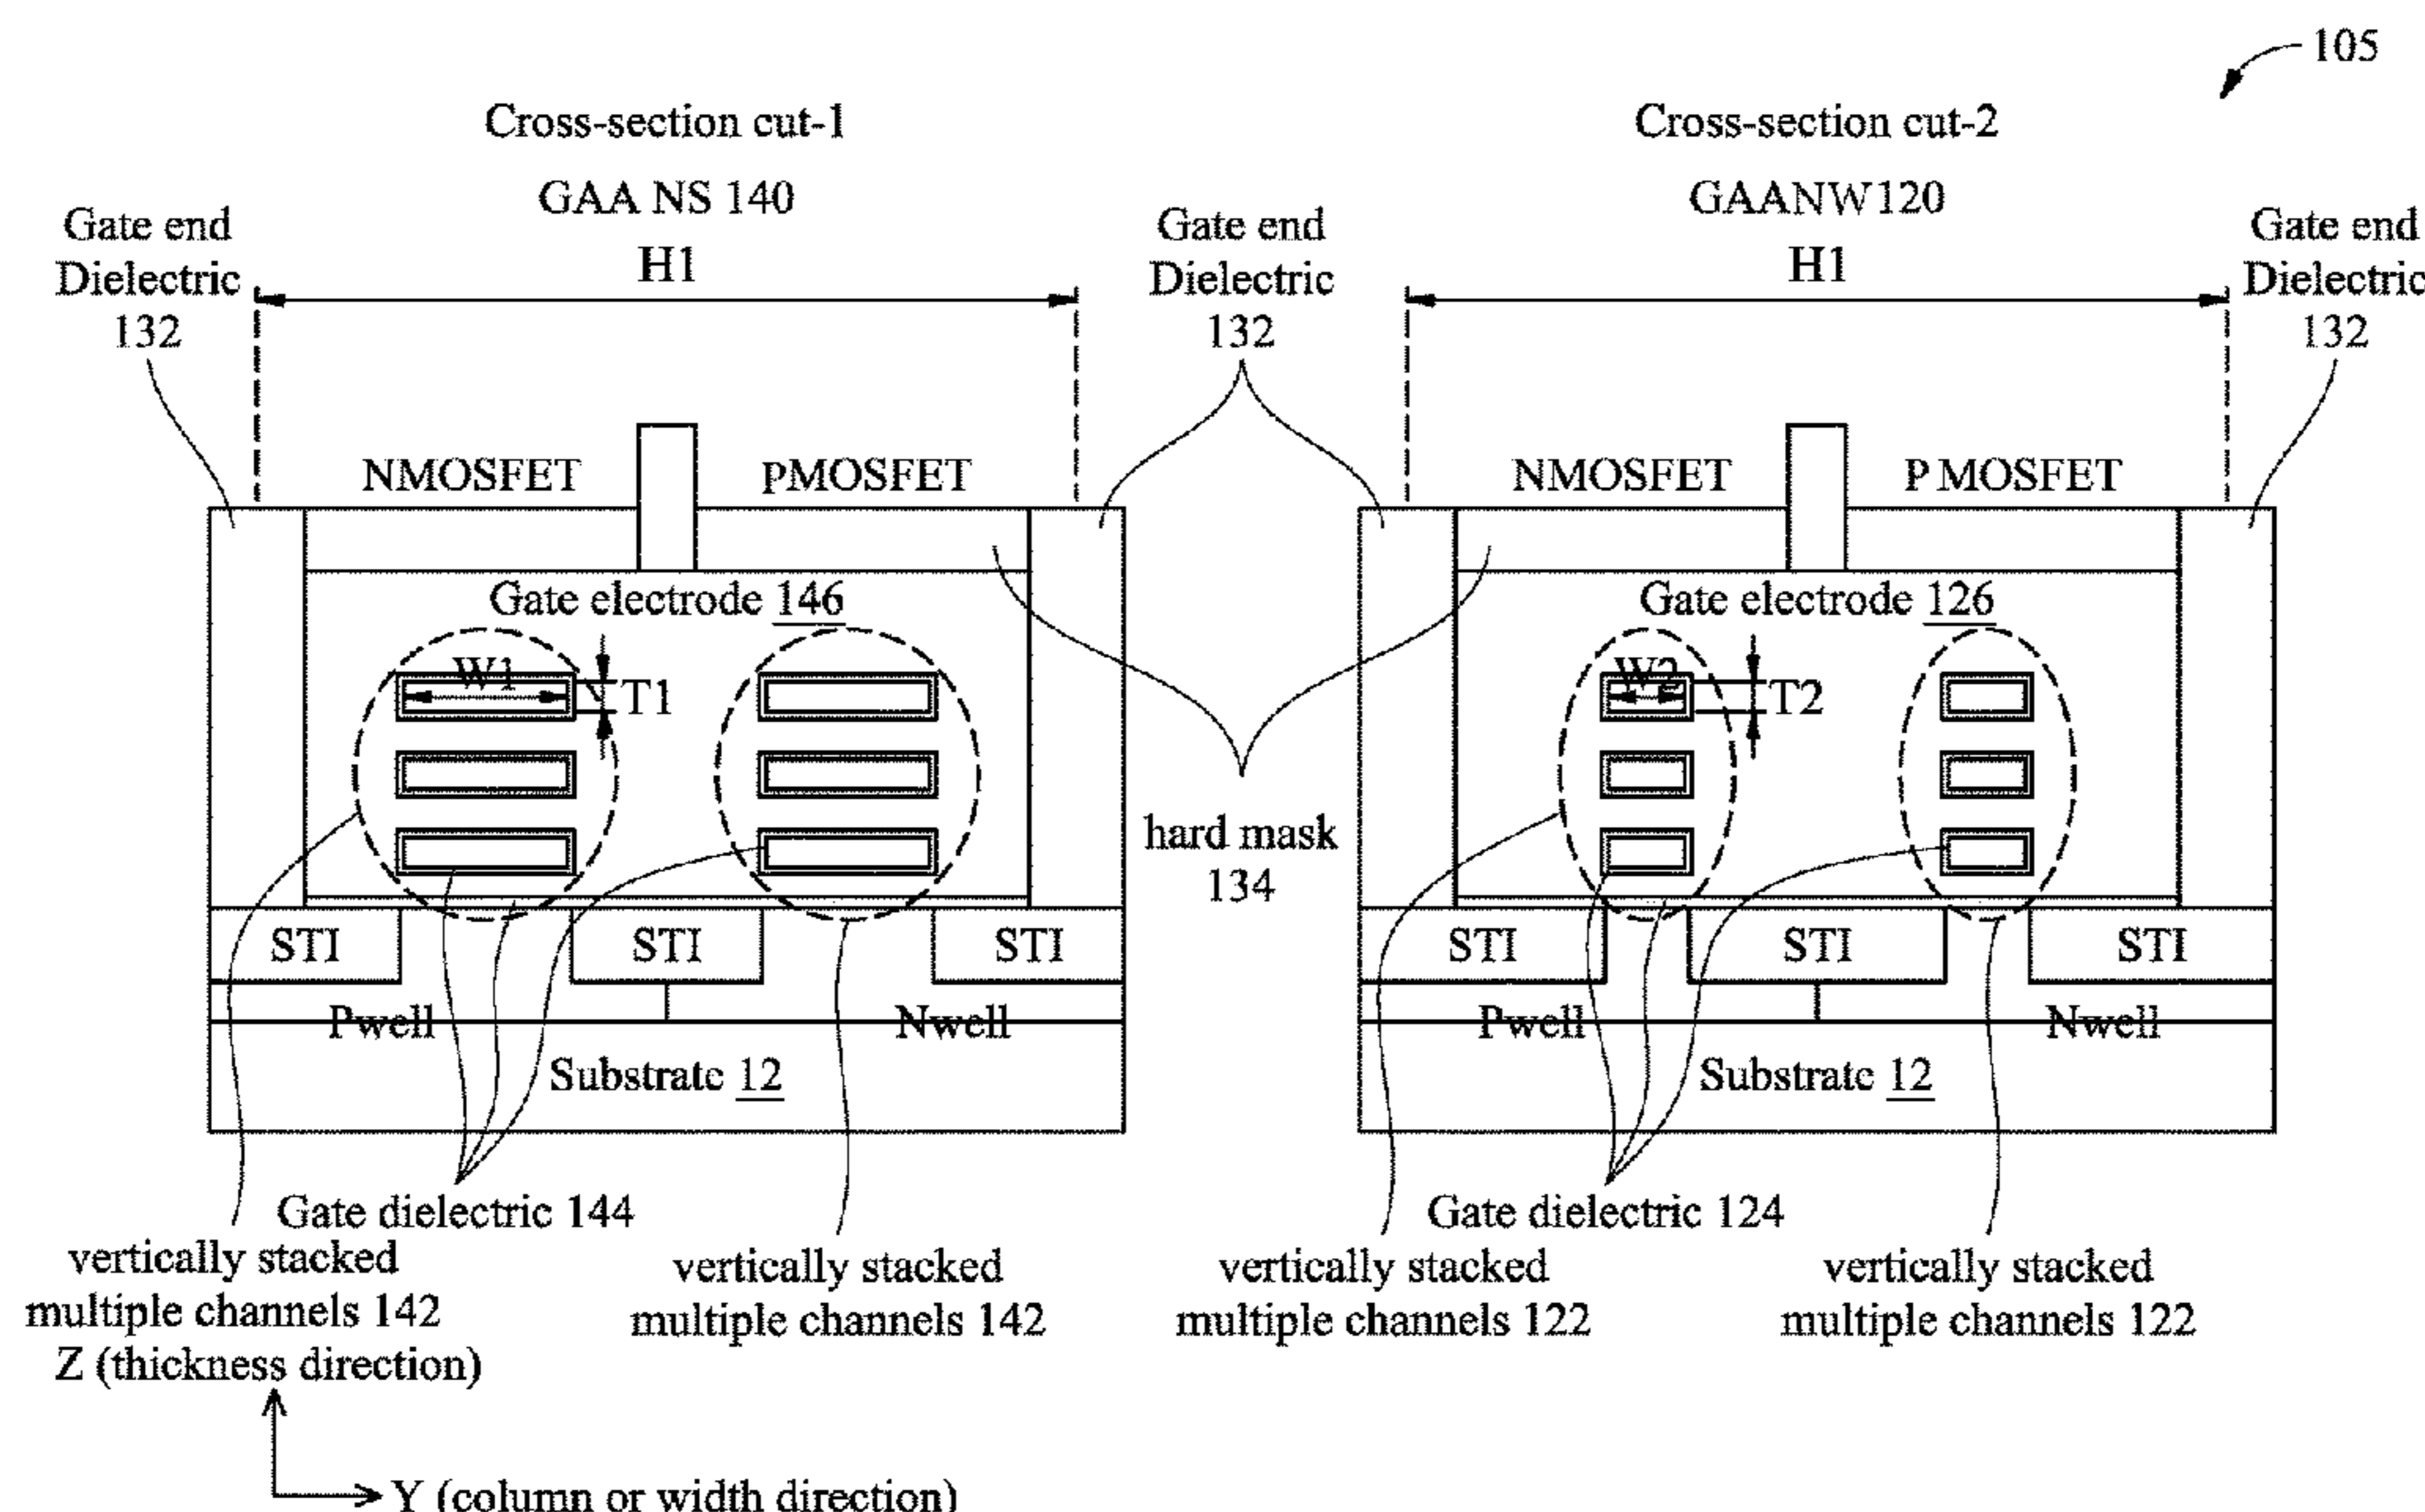 105
Cross-section cut-1
GAA NS 140
H1
Gate end
Dielectric
132
Gate end
Dielectric
132
Cross-section cut-2
GAANW120
H1
Gate end
Dielectric
132
NMOSFET
PMOSFET
NMOSFET
P MOSFET
Gate electrode 146
W1
T1
Gate electrode 126
W2
T2
hard mask
134
STI
STI
STI
Pwell
Nwell
Substrate 12
STI
STI
STI
Pwell
Nwell
Substrate 12
Gate dielectric 144
vertically stacked
multiple channels 142
vertically stacked
multiple channels 142
Gate dielectric 124
vertically stacked
multiple channels 122
vertically stacked
multiple channels 122
Z (thickness direction)
Y (column or width direction)